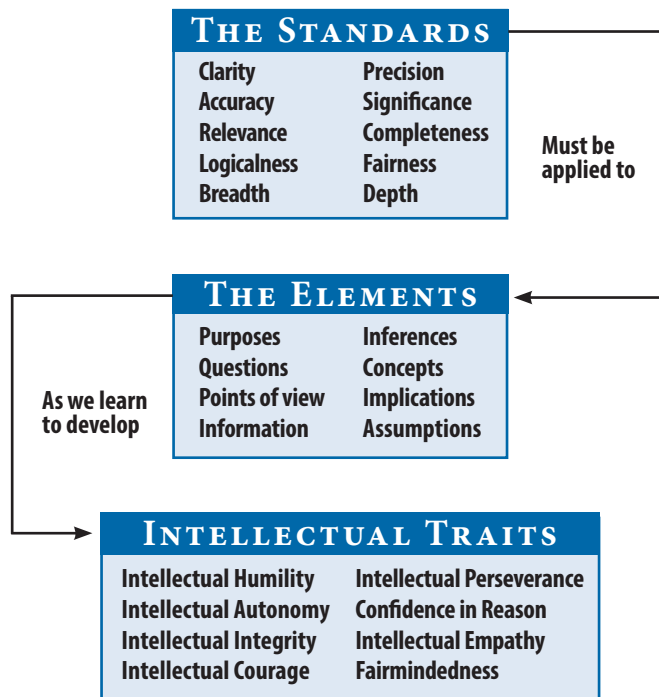 THE STANDARDS
Clarity Precision
Accuracy Significance
Relevance Completeness
Logicalness Fairness
Breadth Depth
Must be
applied to
THE ELEMENTS
Purposes Inferences
Questions Concepts
Points of view Implications
Information Assumptions
As we learn
to develop
INTELLECTUAL TRAITS
Intellectual Humility Intellectual Perseverance
Intellectual Autonomy Confidence in Reason
Intellectual Integrity Intellectual Empathy
Intellectual Courage Fairmindedness